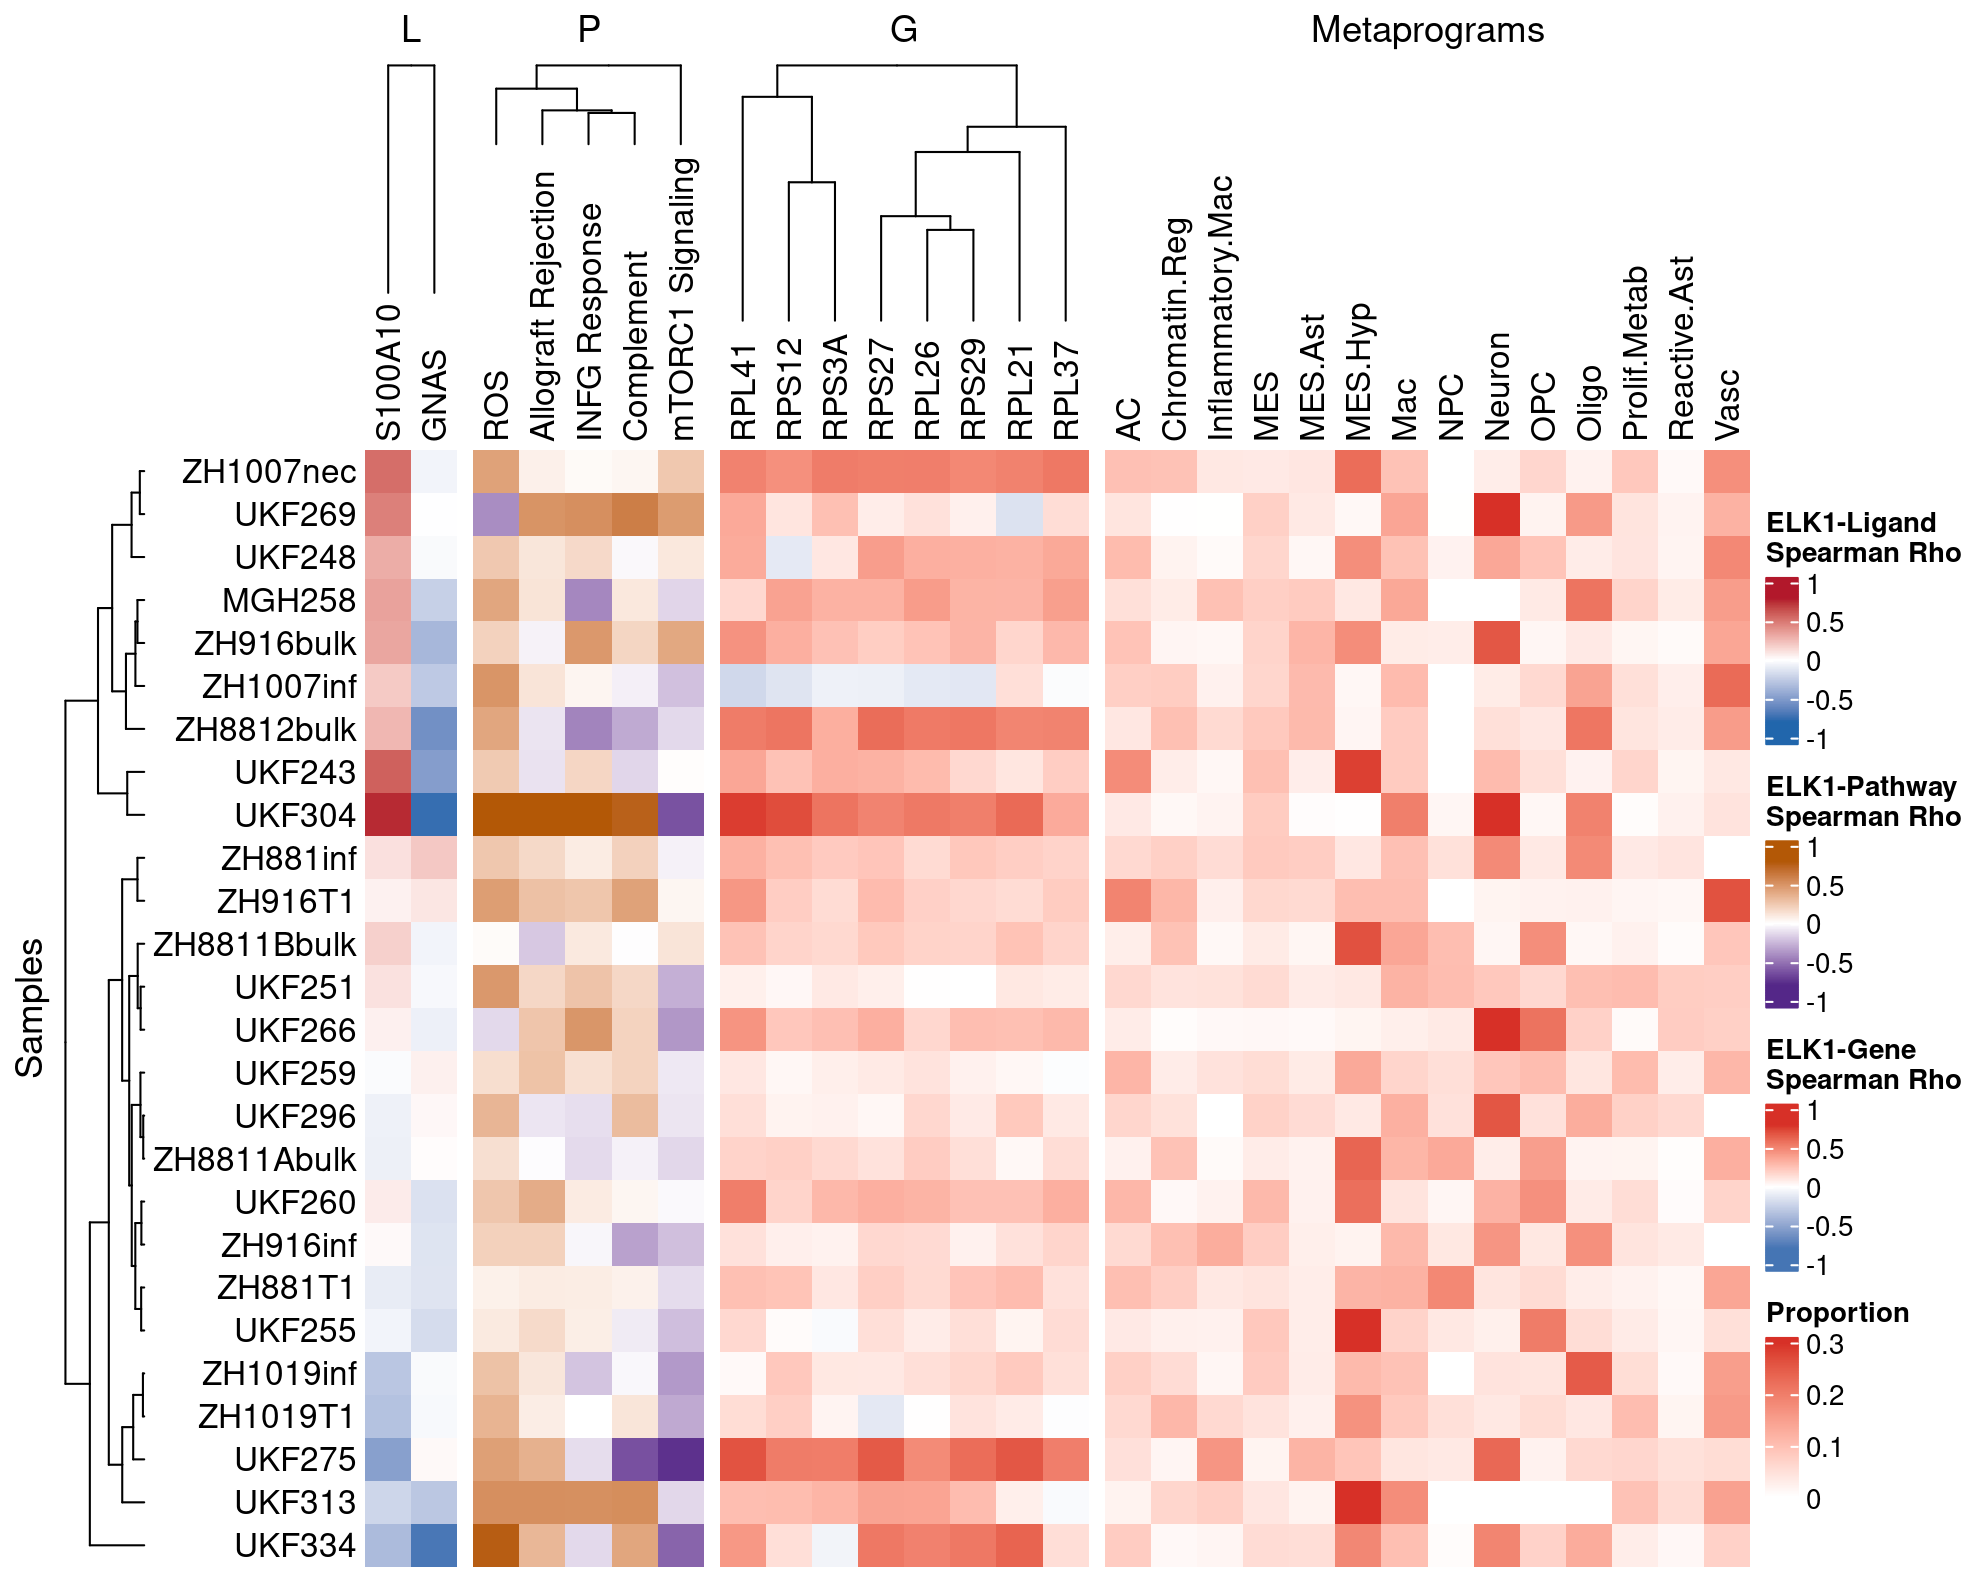 L
P
G
Metaprograms
S100A10
GNAS
ROS
Allograft Rejection
INFG Response
Complement
mTORC1 Signaling
RPL41
RPS12
RPS3A
RPS27
RPL26
RPS29
RPL21
RPL37
AC
Chromatin.Reg
Inflammatory.Mac
MES
MES.Ast
MES.Hyp
Mac
NPC
Neuron
OPC
Oligo
Prolif.Metab
Reactive.Ast
Vasc
Samples
ZH1007nec
UKF269
UKF248
MGH258
ZH916bulk
ZH1007inf
ZH8812bulk
UKF243
UKF304
ZH881inf
ZH916T1
ZH8811Bbulk
UKF251
UKF266
UKF259
UKF296
ZH8811Abulk
UKF260
ZH916inf
ZH881T1
UKF255
ZH1019inf
ZH1019T1
UKF275
UKF313
UKF334
ELK1-Ligand
Spearman Rho
1
0.5
0
-0.5
-1
ELK1-Pathway
Spearman Rho
1
0.5
0
-0.5
-1
ELK1-Gene
Spearman Rho
1
0.5
0
-0.5
-1
Proportion
0.3
0.2
0.1
0